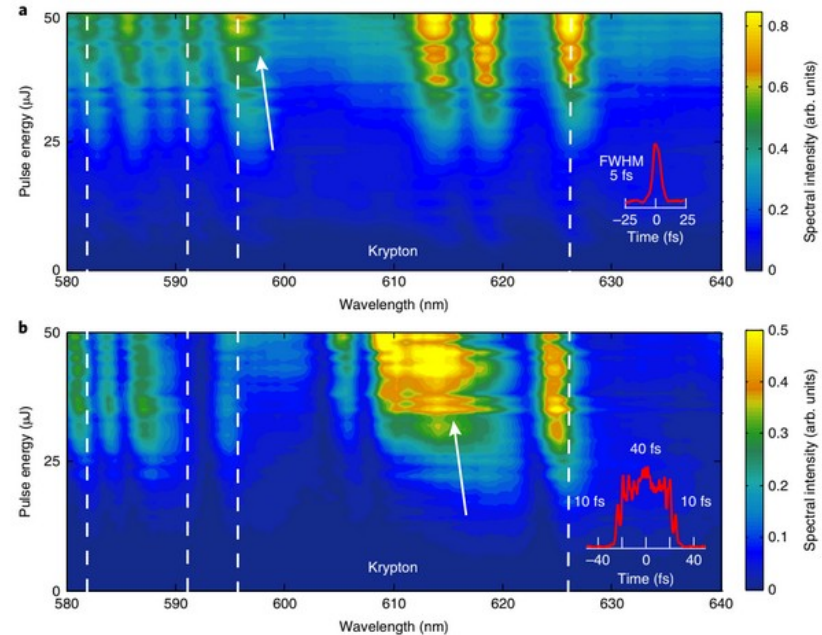 a
50
25
0
Pulse energy (μJ)
FWHM
5 fs
–25 0 25
Time (fs)
Krypton
580 590 600 610 620 630 640
Wavelength (nm)
0.8
0.6
0.4
0.2
0
Spectral intensity (arb. units)
b
50
25
0
Pulse energy (μJ)
40 fs
10 fs 10 fs
–40 0 40
Time (fs)
Krypton
580 590 600 610 620 630 640
Wavelength (nm)
0.5
0.4
0.3
0.2
0.1
0
Spectral intensity (arb. units)